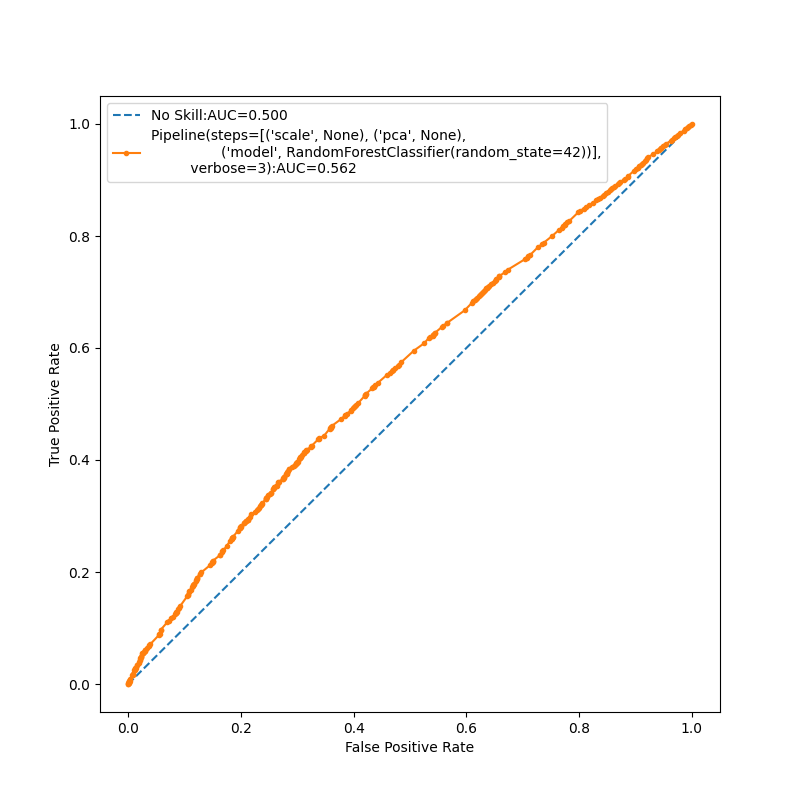 No Skill:AUC=0.500
Pipeline(steps=[('scale', None), ('pca', None),
('model', RandomForestClassifier(random_state=42))],
verbose=3):AUC=0.562
1.0
0.8
0.6
0.4
0.2
0.0
True Positive Rate
0.0 0.2 0.4 0.6 0.8 1.0
False Positive Rate